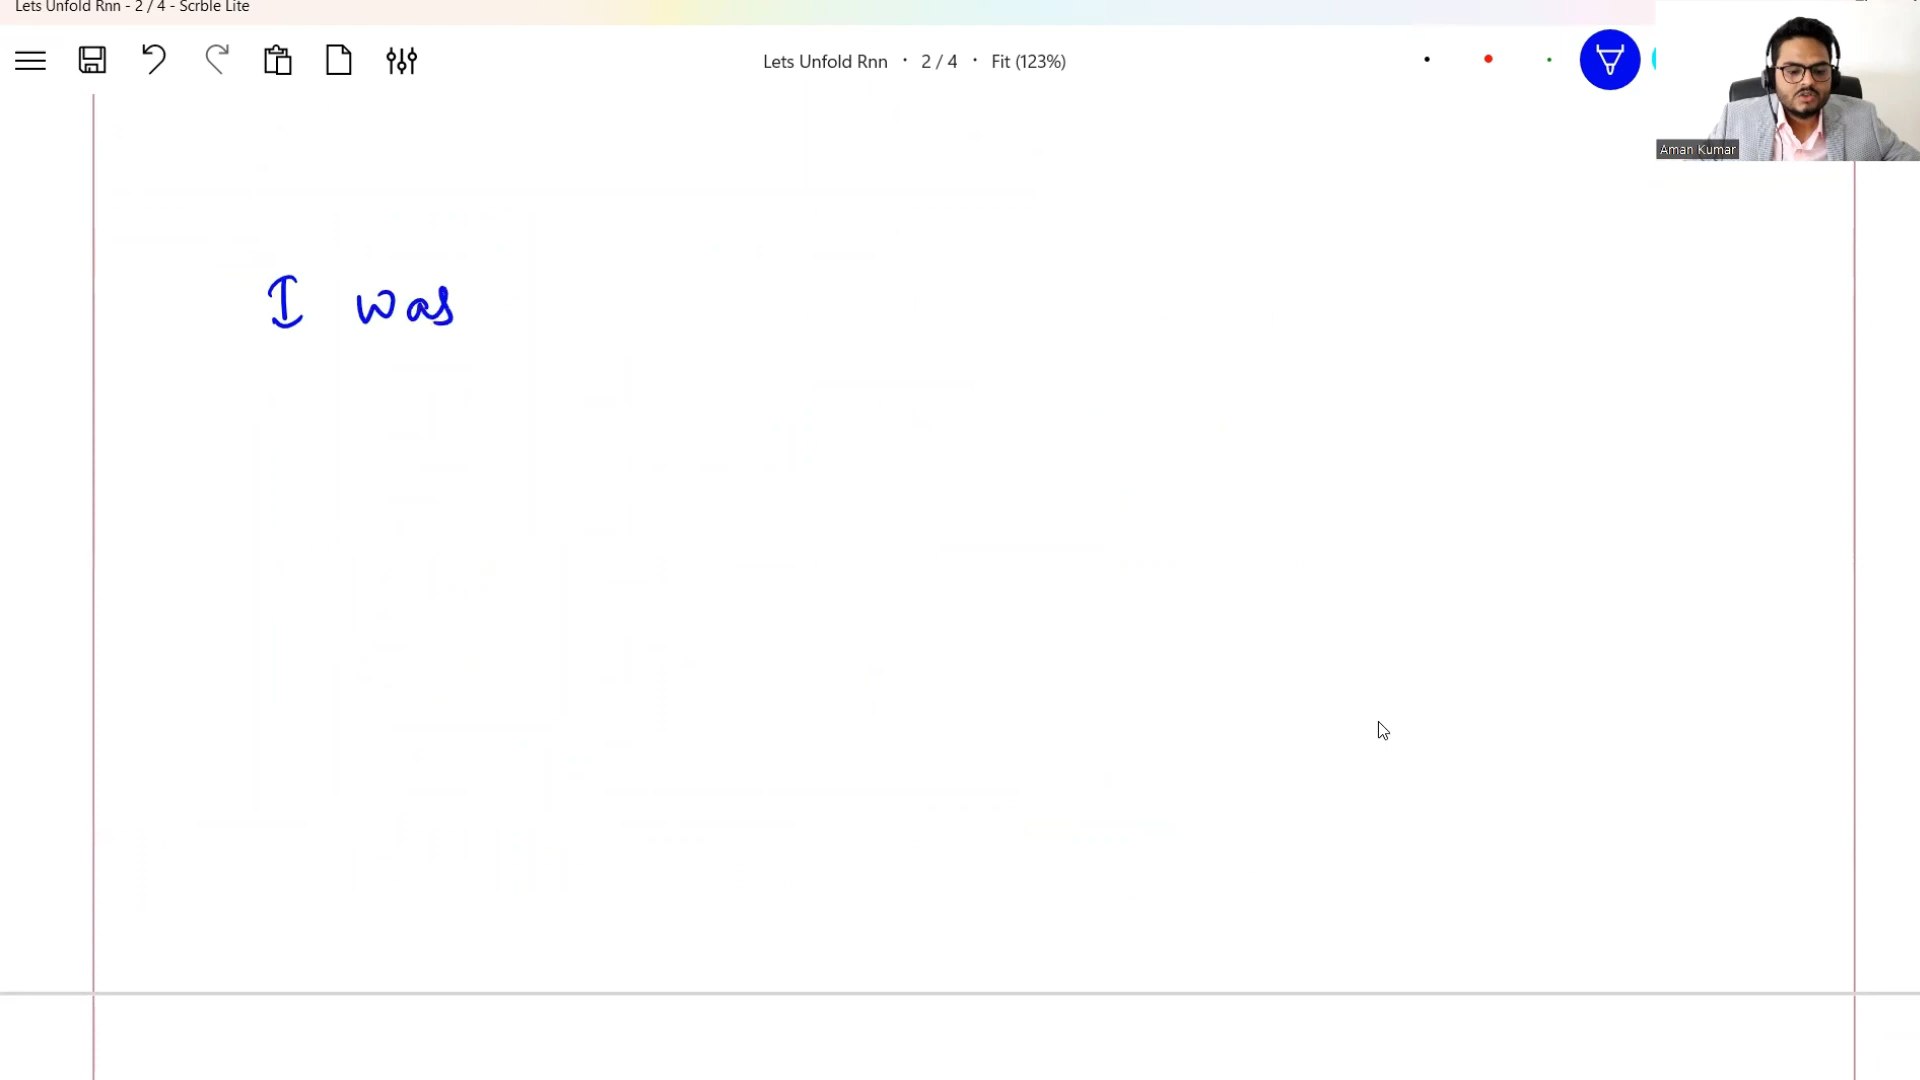 Lets Unfold Rnn - 2 / 4 - Scrble Lite
Lets Unfold Rnn · 2 / 4 · Fit (123%)
Aman Kumar
I was